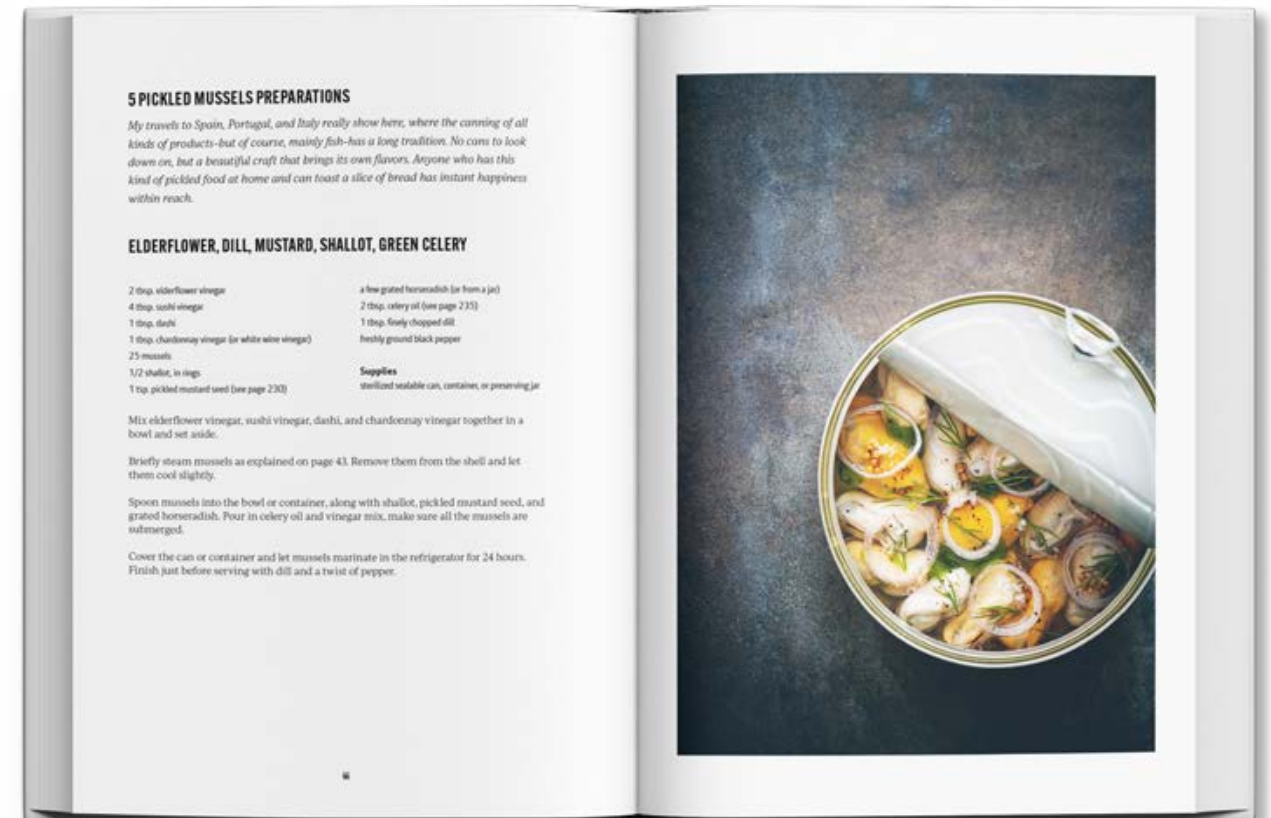 5 PICKLED MUSSELS PREPARATIONS
My travels to Spain, Portugal, and Italy really show here, where the canning of all
kinds of products–but of course, mainly fish–has a long tradition. No cans to look
down on, but a beautiful craft that brings its own flavors. Anyone who has this
kind of pickled food at home and can toast a slice of bread has instant happiness
within reach.
ELDERFLOWER, DILL, MUSTARD, SHALLOT, GREEN CELERY
2 tbsp. elderflower vinegar
4 tbsp. sushi vinegar
1 tbsp. dashi
1 tbsp. chardonnay vinegar (or white wine vinegar)
25 mussels
1/2 shallot, in rings
1 tsp. pickled mustard seed (see page 230)
a few grated horseradish (or from a jar)
2 tbsp. celery oil (see page 235)
1 tbsp. finely chopped dill
freshly ground black pepper
Supplies
sterilized sealable can, container, or preserving jar
Mix elderflower vinegar, sushi vinegar, dashi, and chardonnay vinegar together in a
bowl and set aside.
Briefly steam mussels as explained on page 43. Remove them from the shell and let
them cool slightly.
Spoon mussels into the bowl or container, along with shallot, pickled mustard seed, and
grated horseradish. Pour in celery oil and vinegar mix, make sure all the mussels are
submerged.
Cover the can or container and let mussels marinate in the refrigerator for 24 hours.
Finish just before serving with dill and a twist of pepper.